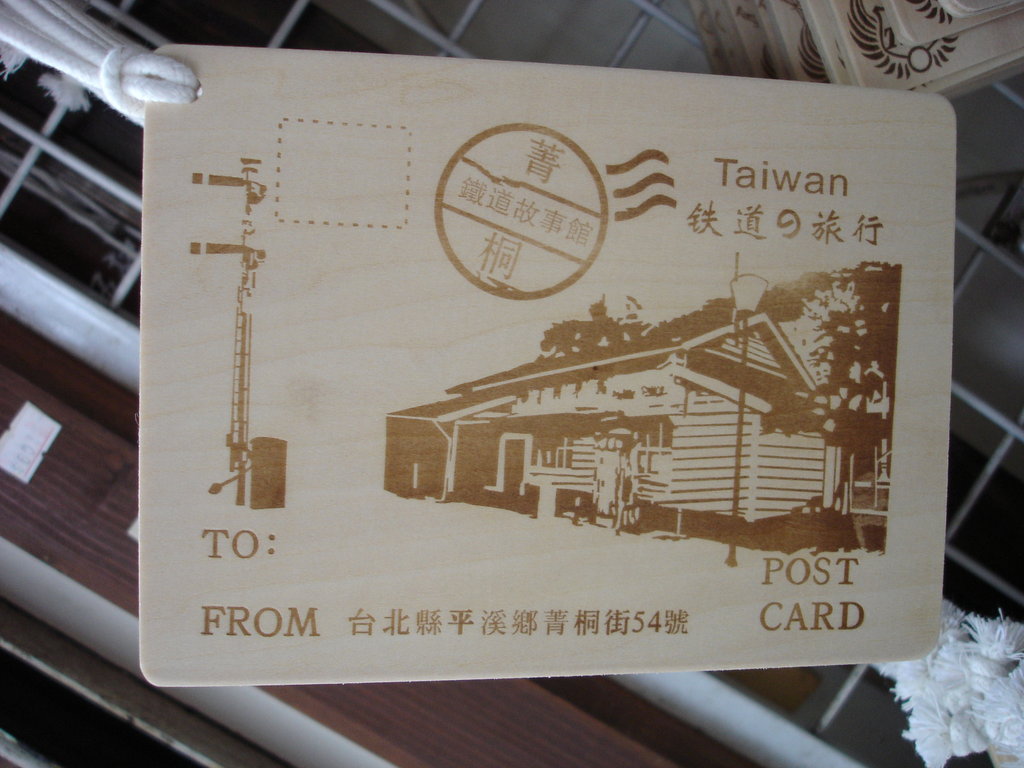 菁
鐵道故事館
桐
Taiwan
铁道の旅行
TO:
FROM 台北縣平溪鄉菁桐街54號
POST
CARD